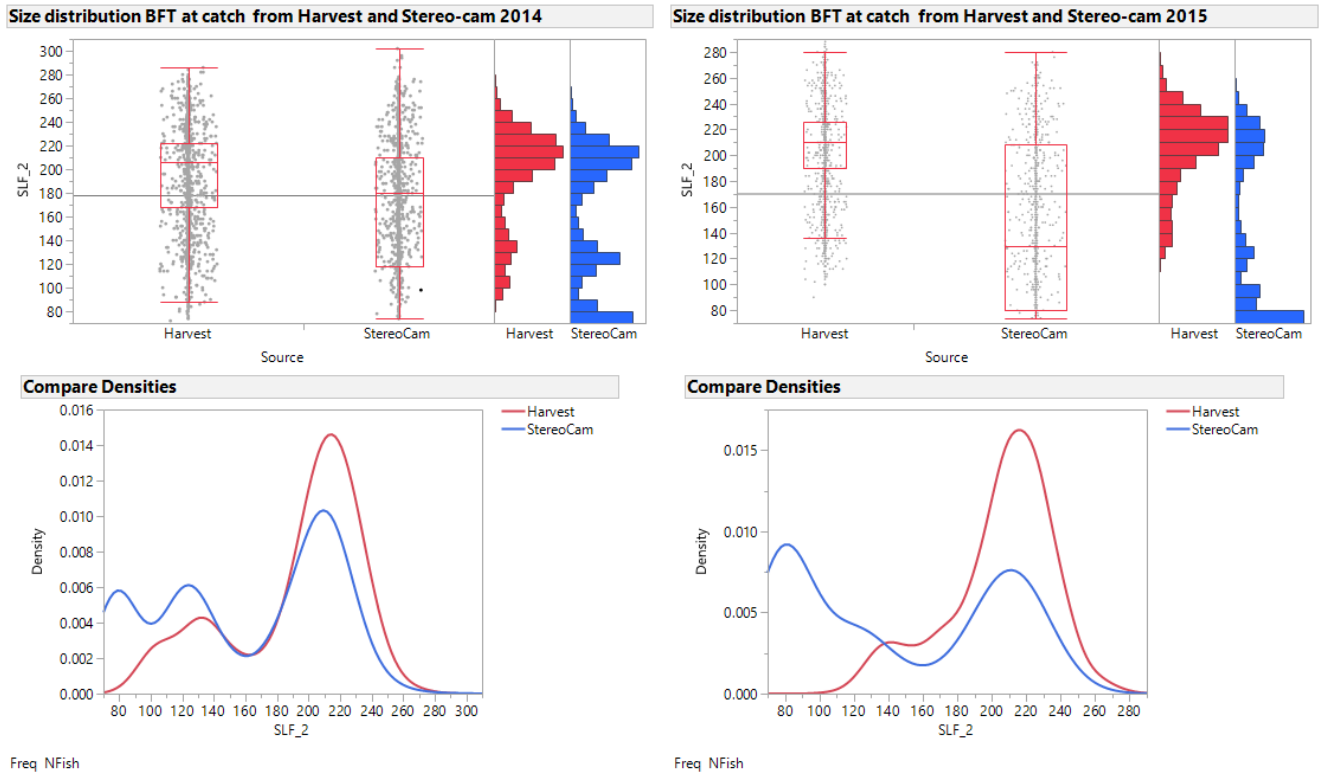 Size distribution BFT at catch from Harvest and Stereo-cam 2014
300
280
260
240
220
200
180
160
140
120
100
80
SLF_2
Harvest
StereoCam
Harvest
StereoCam
Source
Size distribution BFT at catch from Harvest and Stereo-cam 2015
280
260
240
220
200
180
160
140
120
100
80
SLF_2
Harvest
StereoCam
Harvest
StereoCam
Source
Compare Densities
0.016
0.014
0.012
0.010
0.008
0.006
0.004
0.002
0.000
Density
80 100 120 140 160 180 200 220 240 260 300
SLF_2
Harvest
StereoCam
Freq NFish
Compare Densities
0.015
0.010
0.005
0.000
Density
80 100 120 140 160 180 200 220 240 260 280
SLF_2
Harvest
StereoCam
Freq NFish